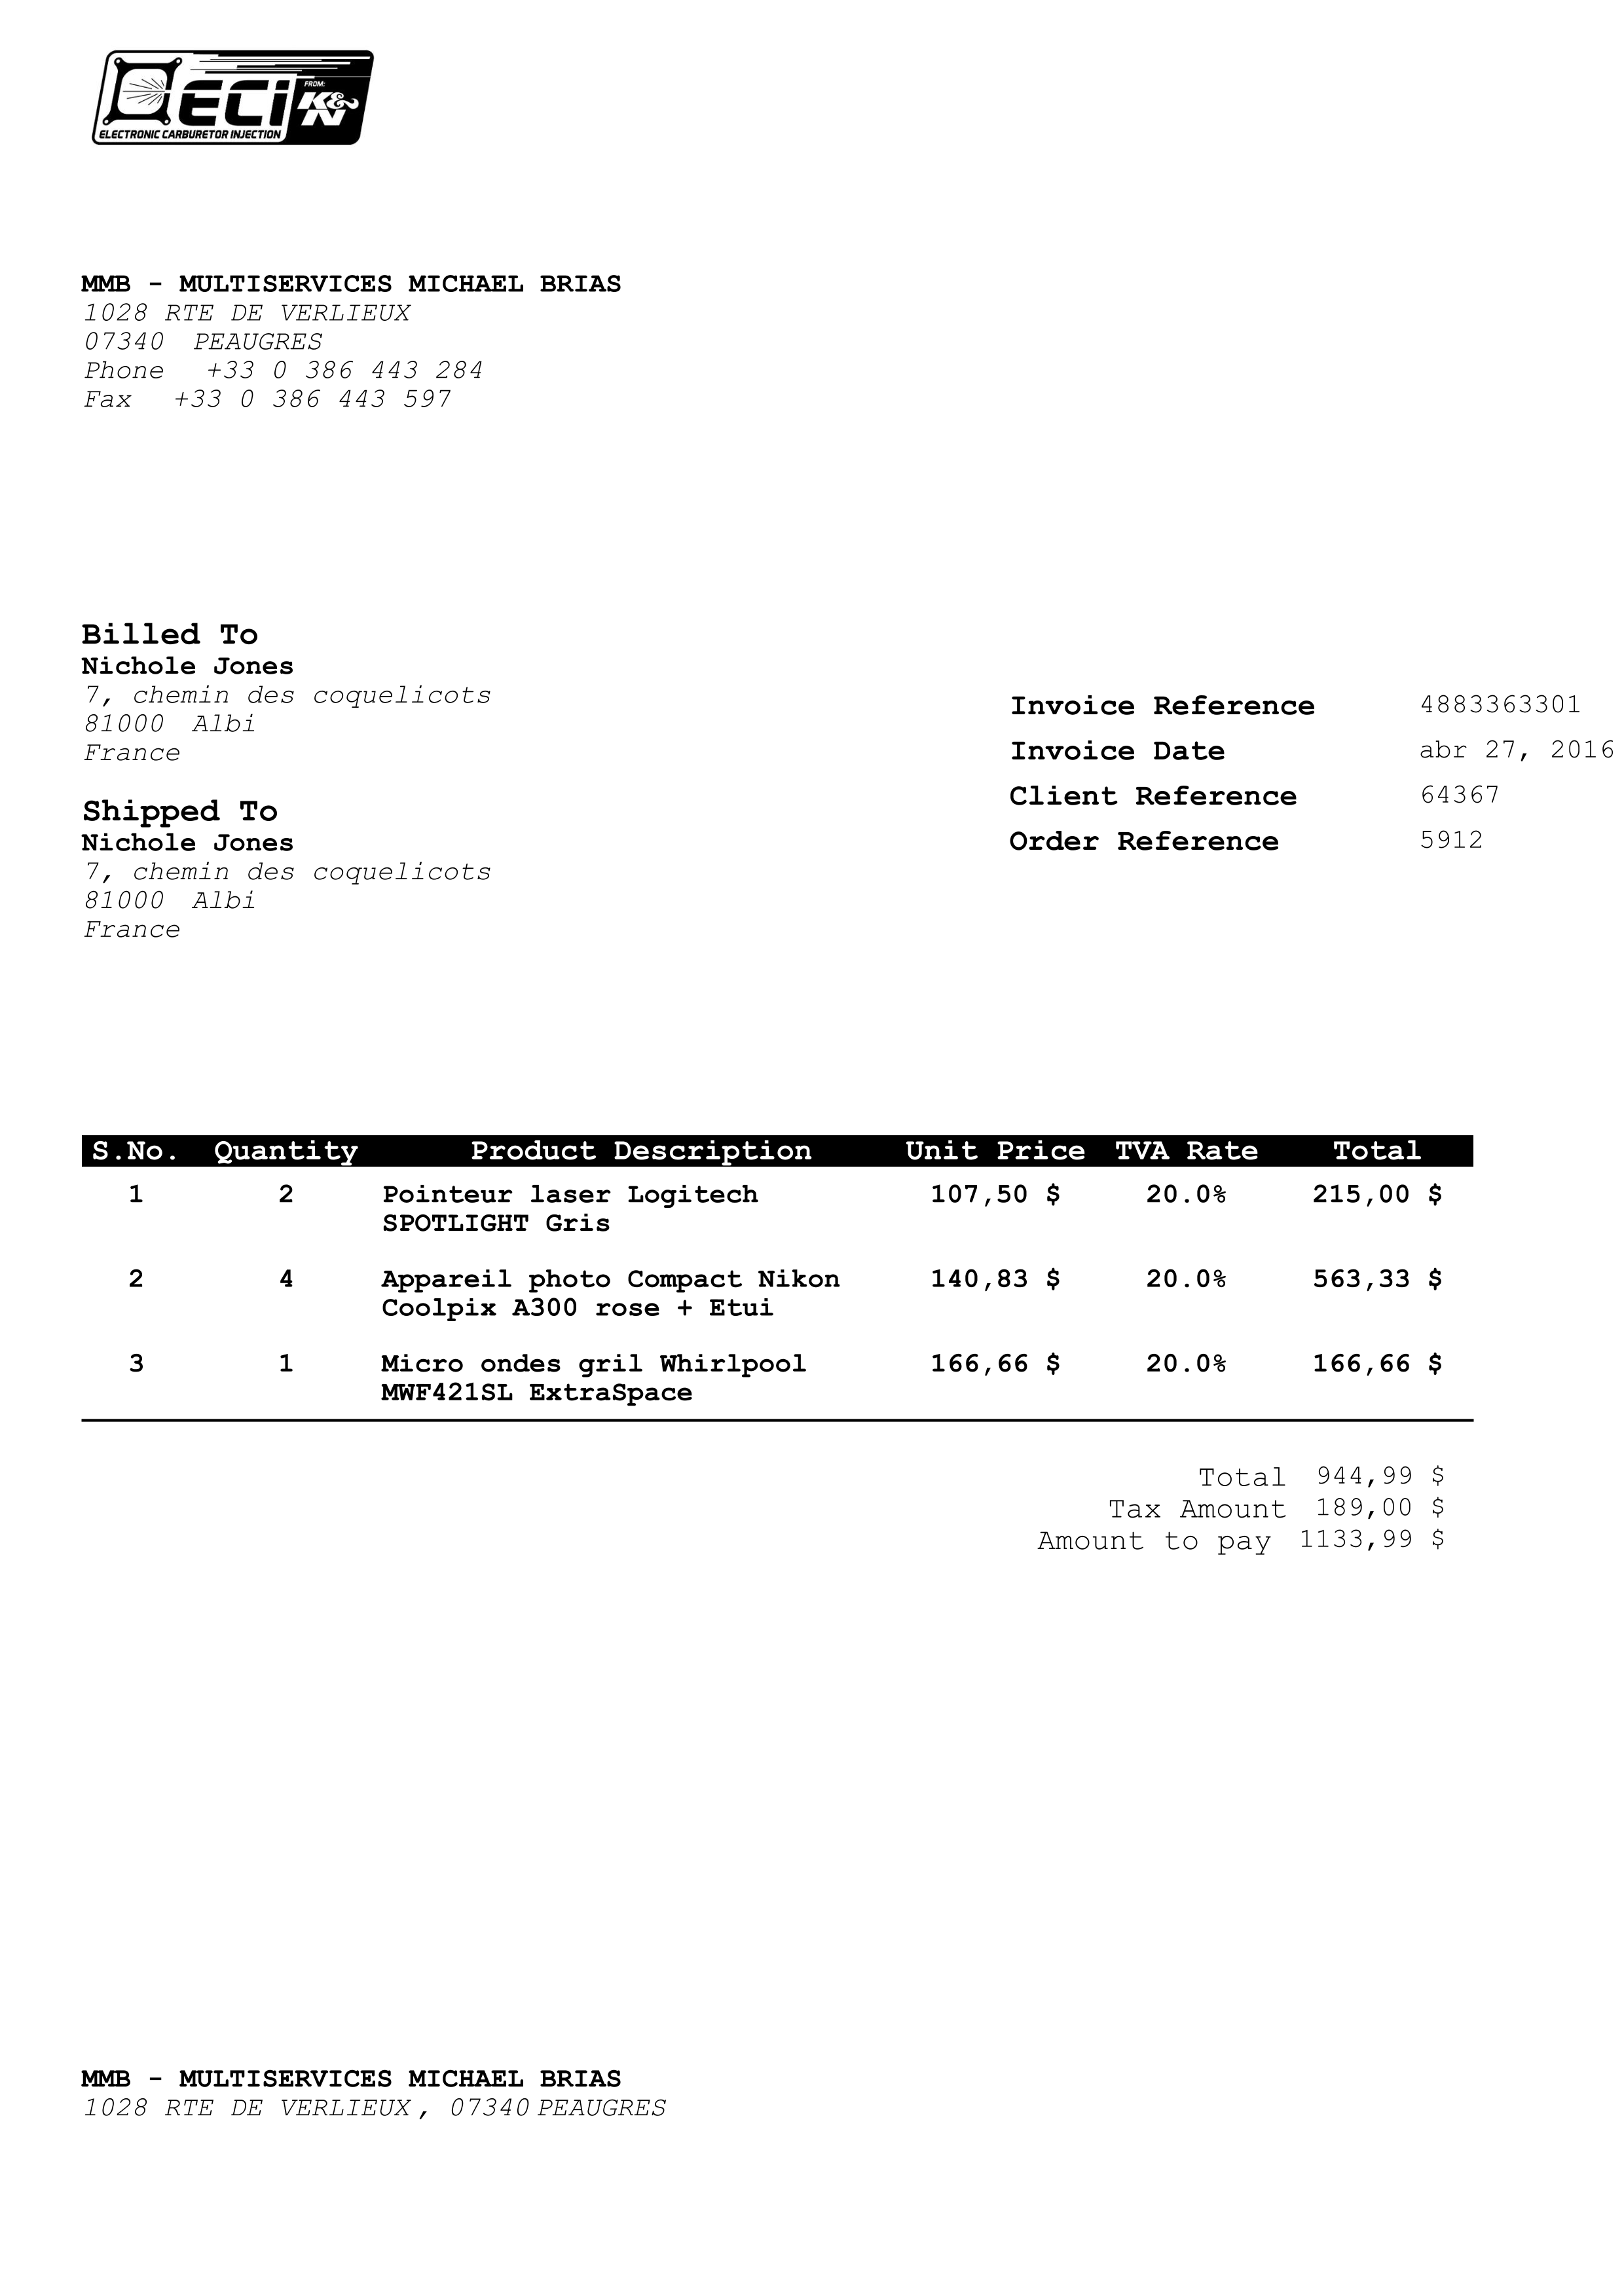 ECi
FROM:
K&N
ELECTRONIC CARBURETOR INJECTION
MMB - MULTISERVICES MICHAEL BRIAS
1028 RTE DE VERLIEUX
07340 PEAUGRES
Phone +33 0 386 443 284
Fax +33 0 386 443 597
Billed To
Nichole Jones
7, chemin des coquelicots
81000 Albi
France
Invoice Reference 4883363301
Invoice Date abr 27, 2016
Client Reference 64367
Order Reference 5912
Shipped To
Nichole Jones
7, chemin des coquelicots
81000 Albi
France
S.No. Quantity Product Description Unit Price TVA Rate Total
1 2 Pointeur laser Logitech 107,50 $ 20.0% 215,00 $
SPOTLIGHT Gris
2 4 Appareil photo Compact Nikon 140,83 $ 20.0% 563,33 $
Coolpix A300 rose + Etui
3 1 Micro ondes gril Whirlpool 166,66 $ 20.0% 166,66 $
MWF421SL ExtraSpace
Total 944,99 $
Tax Amount 189,00 $
Amount to pay 1133,99 $
MMB - MULTISERVICES MICHAEL BRIAS
1028 RTE DE VERLIEUX , 07340 PEAUGRES